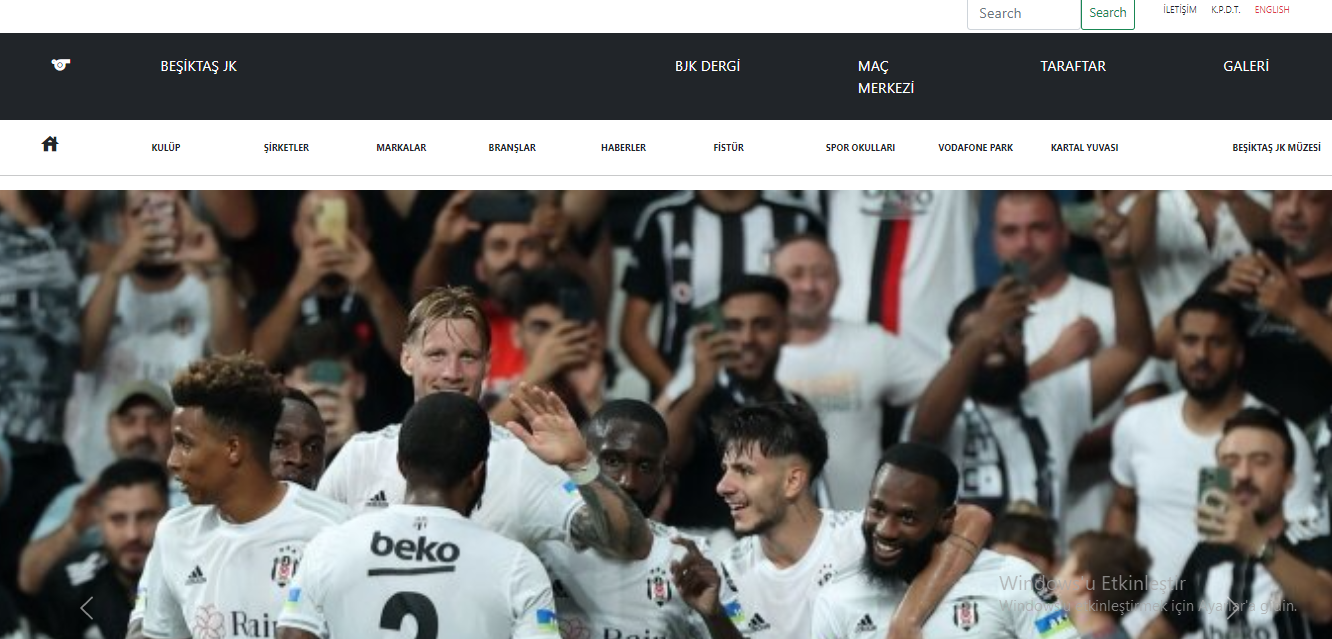 Search
Search
İLETİŞİM
K.P.D.T.
ENGLISH
BEŞİKTAŞ JK
BJK DERGİ
MAÇ
MERKEZİ
TARAFTAR
GALERİ
KULÜP
ŞİRKETLER
MARKALAR
BRANŞLAR
HABERLER
FİSTÜR
SPOR OKULLARI
VODAFONE PARK
KARTAL YUVASI
BEŞİKTAŞ JK MÜZESİ
beko
2
Rain
Windows'u Etkinleştir
Windows'u etkinleştirmek için Ayarlar'a gidin.